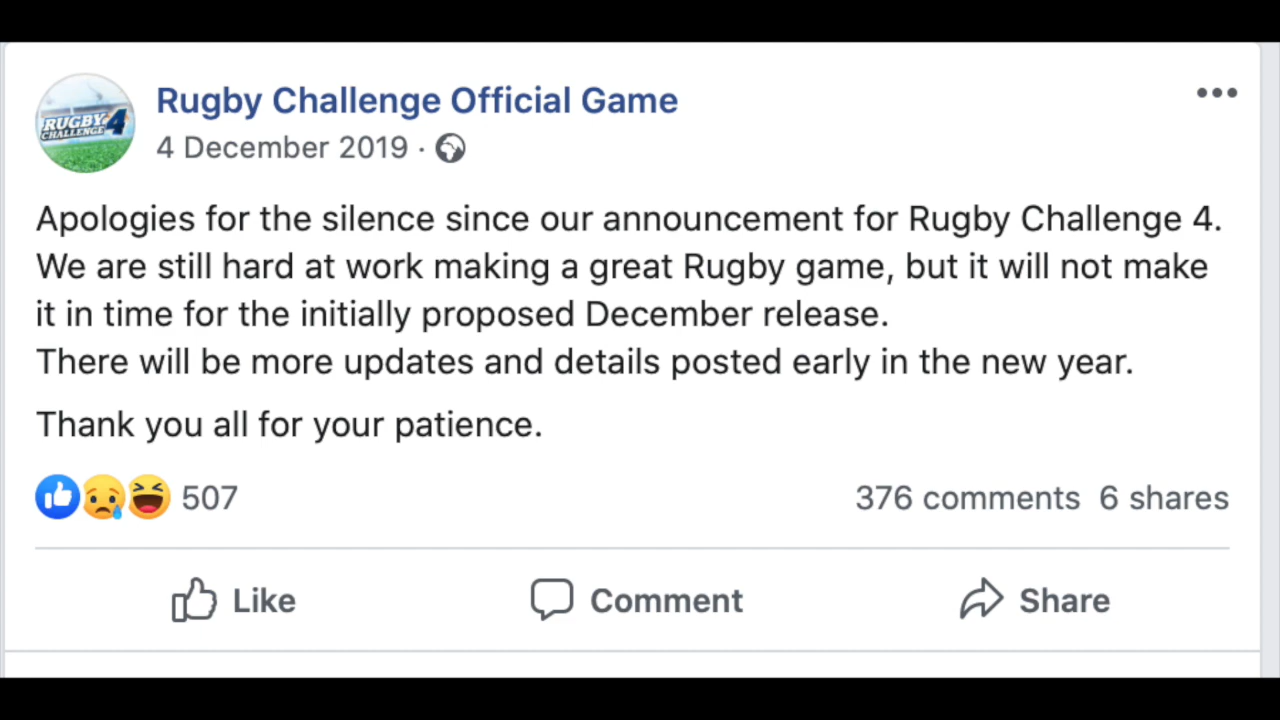 RUGBY 4
CHALLENGE
Rugby Challenge Official Game
4 December 2019 ·
Apologies for the silence since our announcement for Rugby Challenge 4.
We are still hard at work making a great Rugby game, but it will not make
it in time for the initially proposed December release.
There will be more updates and details posted early in the new year.
Thank you all for your patience.
507
376 comments 6 shares
Like
Comment
Share